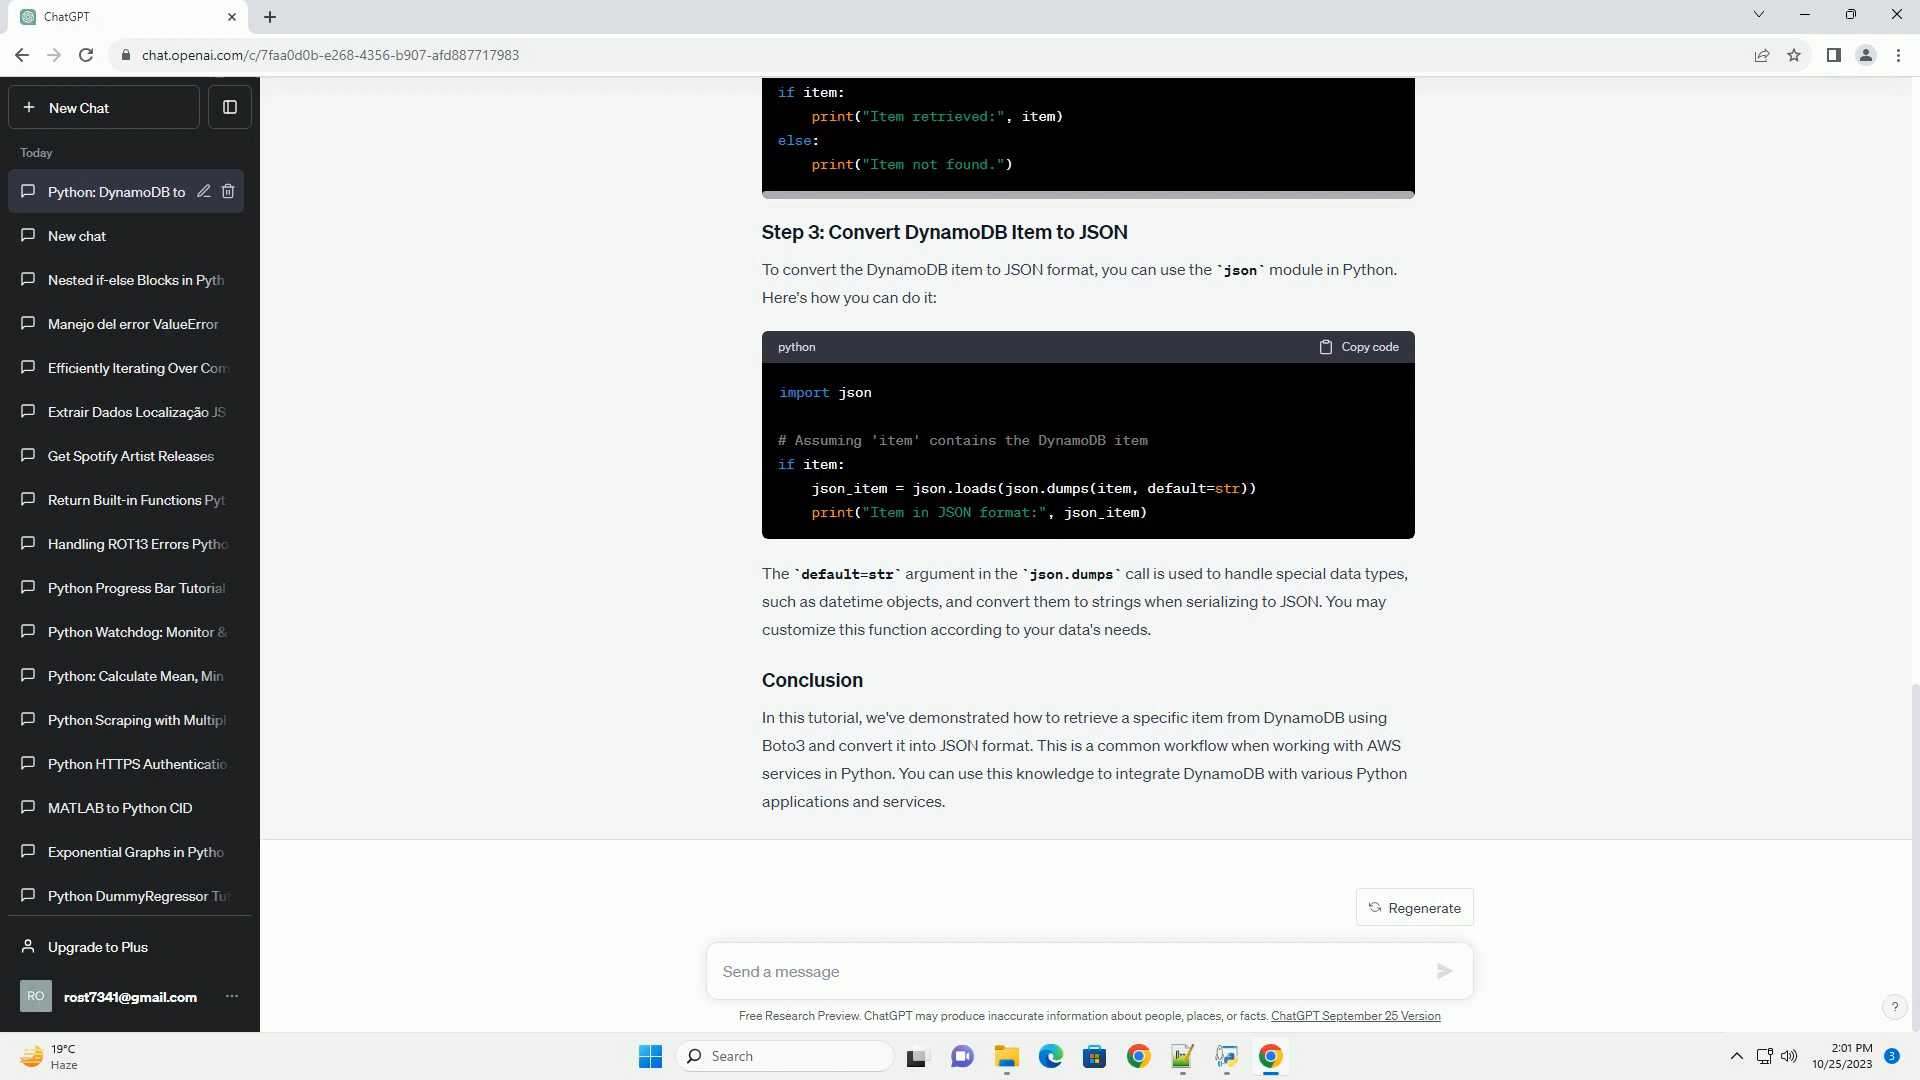 ChatGPT
chat.openai.com/c/7faa0d0b-e268-4356-b907-afd887717983
New Chat
Today
Python: DynamoDB to
New chat
Nested if-else Blocks in Pyth
Manejo del error ValueError
Efficiently Iterating Over Com
Extrair Dados Localização JS
Get Spotify Artist Releases
Return Built-in Functions Pyt
Handling ROT13 Errors Pytho
Python Progress Bar Tutorial
Python Watchdog: Monitor &
Python: Calculate Mean, Min
Python Scraping with Multipl
Python HTTPS Authenticatio
MATLAB to Python CID
Exponential Graphs in Pytho
Python DummyRegressor Tut
Upgrade to Plus
RO rost7341@gmail.com
if item:
print("Item retrieved:", item)
else:
print("Item not found.")
Step 3: Convert DynamoDB Item to JSON
To convert the DynamoDB item to JSON format, you can use the `json` module in Python.
Here's how you can do it:
python Copy code
import json
# Assuming 'item' contains the DynamoDB item
if item:
json_item = json.loads(json.dumps(item, default=str))
print("Item in JSON format:", json_item)
The `default=str` argument in the `json.dumps` call is used to handle special data types,
such as datetime objects, and convert them to strings when serializing to JSON. You may
customize this function according to your data's needs.
Conclusion
In this tutorial, we've demonstrated how to retrieve a specific item from DynamoDB using
Boto3 and convert it into JSON format. This is a common workflow when working with AWS
services in Python. You can use this knowledge to integrate DynamoDB with various Python
applications and services.
Regenerate
Send a message
Free Research Preview. ChatGPT may produce inaccurate information about people, places, or facts. ChatGPT September 25 Version
?
19°C
Haze
Search
2:01 PM
10/25/2023
3